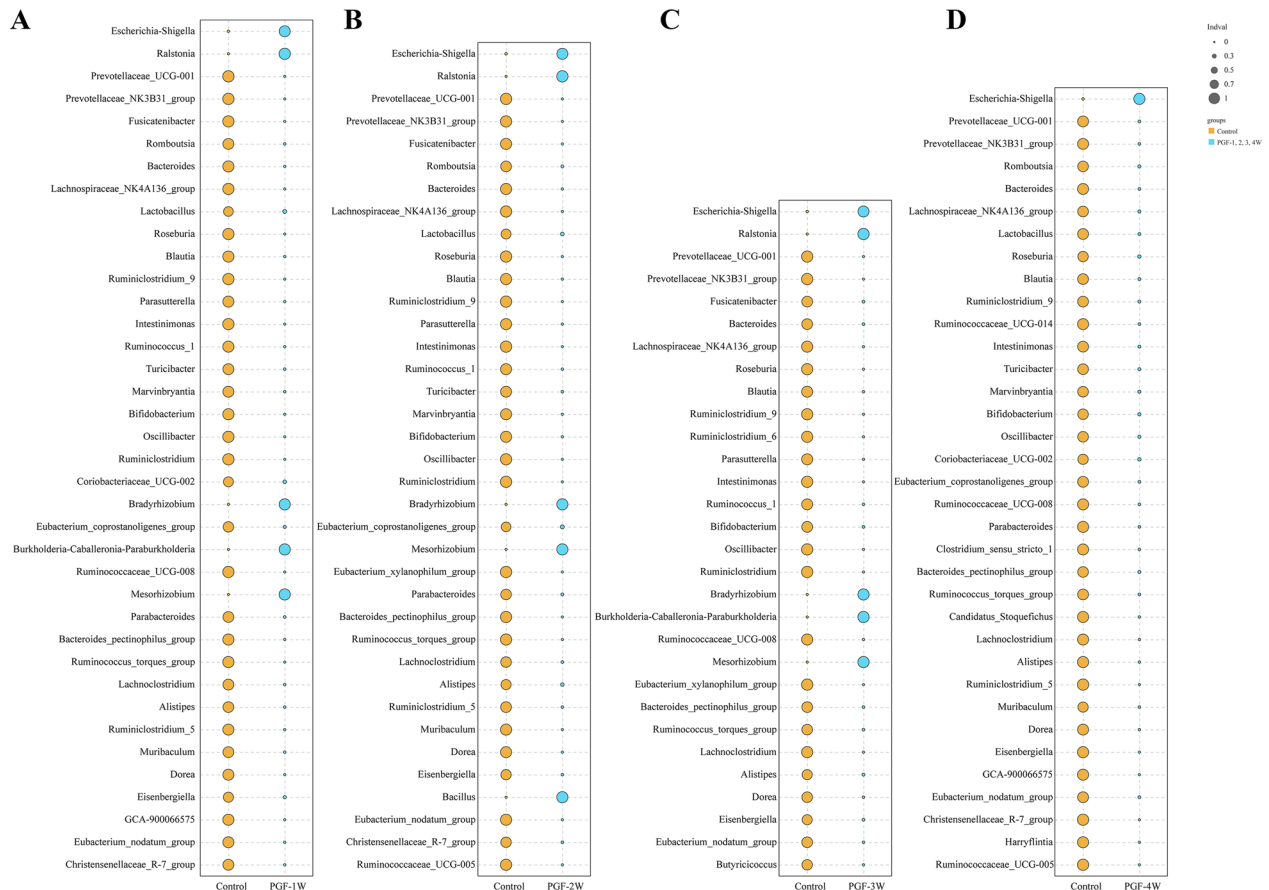 A
Escherichia-Shigella
Ralstonia
Prevotellaceae_UCG-001
Prevotellaceae_NK3B31_group
Fusicatenibacter
Romboutsia
Bacteroides
Lachnospiraceae_NK4A136_group
Lactobacillus
Roseburia
Blautia
Ruminiclostridium_9
Parasutterella
Intestinimonas
Ruminococcus_1
Turicibacter
Marvinbryantia
Bifidobacterium
Oscillibacter
Ruminiclostridium
Coriobacteriaceae_UCG-002
Bradyrhizobium
Eubacterium_coprostanoligenes_group
Burkholderia-Caballeronia-Paraburkholderia
Ruminococcaceae_UCG-008
Mesorhizobium
Parabacteroides
Bacteroides_pectinophilus_group
Ruminococcus_torques_group
Lachnoclostridium
Alistipes
Ruminiclostridium_5
Muribaculum
Dorea
Eisenbergiella
GCA-900066575
Eubacterium_nodatum_group
Christensenellaceae_R-7_group
Control
PGF-1W
B
Escherichia-Shigella
Ralstonia
Prevotellaceae_UCG-001
Prevotellaceae_NK3B31_group
Fusicatenibacter
Romboutsia
Bacteroides
Lachnospiraceae_NK4A136_group
Lactobacillus
Roseburia
Blautia
Ruminiclostridium_9
Parasutterella
Intestinimonas
Ruminococcus_1
Turicibacter
Marvinbryantia
Bifidobacterium
Oscillibacter
Ruminiclostridium
Bradyrhizobium
Eubacterium_coprostanoligenes_group
Mesorhizobium
Eubacterium_xylanophilum_group
Parabacteroides
Bacteroides_pectinophilus_group
Ruminococcus_torques_group
Lachnoclostridium
Alistipes
Ruminiclostridium_5
Muribaculum
Dorea
Eisenbergiella
Bacillus
Eubacterium_nodatum_group
Christensenellaceae_R-7_group
Ruminococcaceae_UCG-005
Control
PGF-2W
C
Escherichia-Shigella
Ralstonia
Prevotellaceae_UCG-001
Prevotellaceae_NK3B31_group
Fusicatenibacter
Bacteroides
Lachnospiraceae_NK4A136_group
Roseburia
Blautia
Ruminiclostridium_9
Ruminiclostridium_6
Parasutterella
Intestinimonas
Ruminococcus_1
Bifidobacterium
Oscillibacter
Ruminiclostridium
Bradyrhizobium
Burkholderia-Caballeronia-Paraburkholderia
Ruminococcaceae_UCG-008
Mesorhizobium
Eubacterium_xylanophilum_group
Bacteroides_pectinophilus_group
Ruminococcus_torques_group
Lachnoclostridium
Alistipes
Dorea
Eisenbergiella
Eubacterium_nodatum_group
Butyricicoccus
Control
PGF-3W
D
Escherichia-Shigella
Prevotellaceae_UCG-001
Prevotellaceae_NK3B31_group
Romboutsia
Bacteroides
Lachnospiraceae_NK4A136_group
Lactobacillus
Roseburia
Blautia
Ruminiclostridium_9
Ruminococcaceae_UCG-014
Intestinimonas
Turicibacter
Marvinbryantia
Bifidobacterium
Oscillibacter
Coriobacteriaceae_UCG-002
Eubacterium_coprostanoligenes_group
Ruminococcaceae_UCG-008
Parabacteroides
Clostridium_sensu_stricto_1
Bacteroides_pectinophilus_group
Ruminococcus_torques_group
Candidatus_Stoquefichus
Lachnoclostridium
Alistipes
Ruminiclostridium_5
Muribaculum
Dorea
Eisenbergiella
GCA-900066575
Eubacterium_nodatum_group
Christensenellaceae_R-7_group
Harryflintia
Ruminococcaceae_UCG-005
Control
PGF-4W
Indval
0
0.3
0.5
0.7
1
groups
Control
PGF-1, 2, 3, 4W